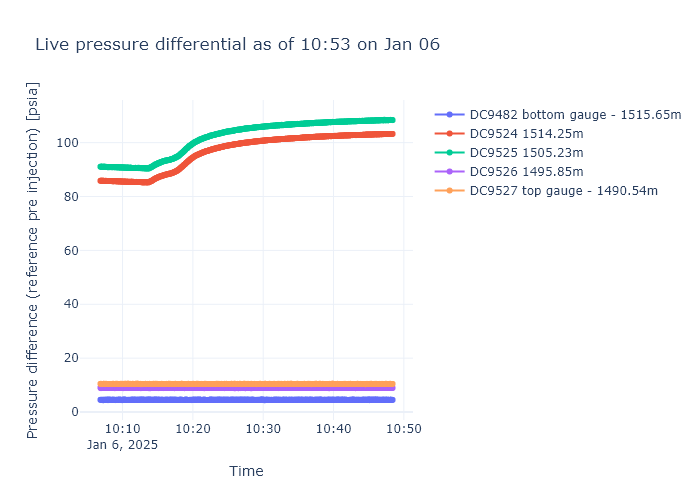 Live pressure differential as of 10:53 on Jan 06
Pressure difference (reference pre injection) [psia]
100
80
60
40
20
0
10:10
Jan 6, 2025
10:20
10:30
10:40
10:50
Time
DC9482 bottom gauge - 1515.65m
DC9524 1514.25m
DC9525 1505.23m
DC9526 1495.85m
DC9527 top gauge - 1490.54m